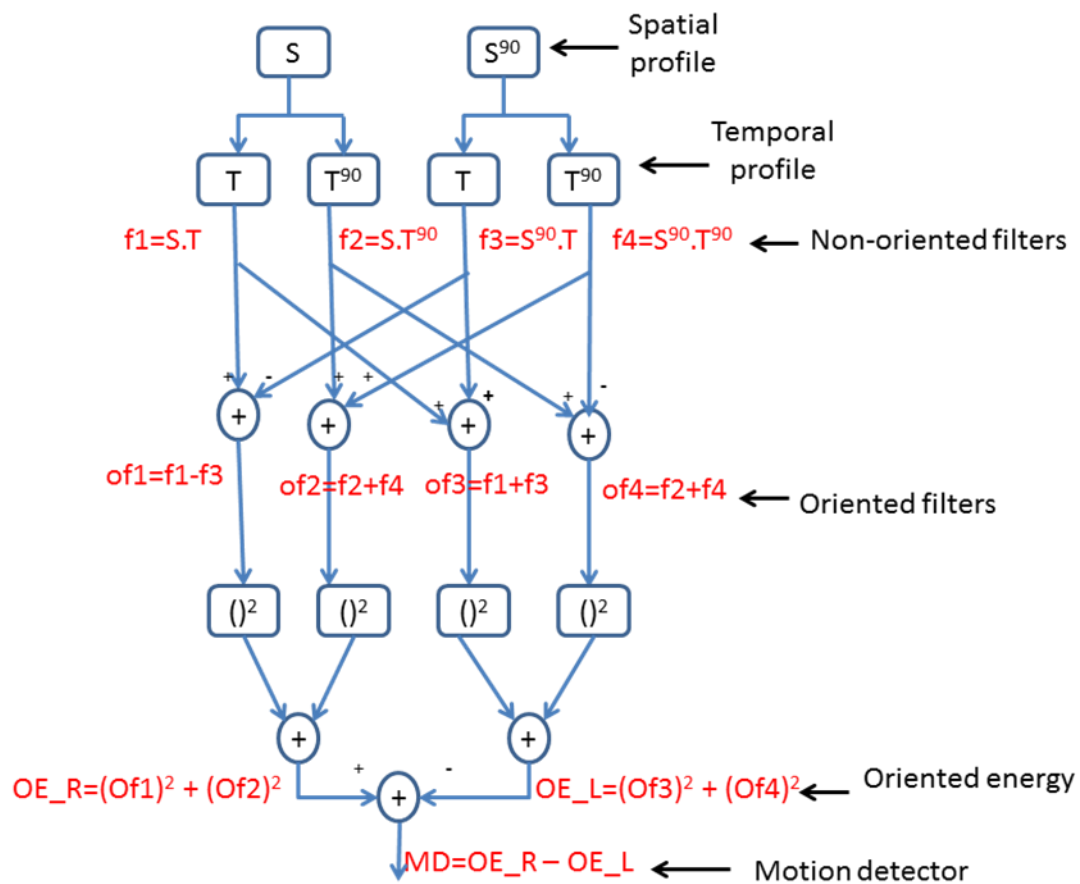 S
S⁹⁰
Spatial
profile
T
T⁹⁰
T
T⁹⁰
Temporal
profile
f1=S.T
f2=S.T⁹⁰
f3=S⁹⁰.T
f4=S⁹⁰.T⁹⁰
Non-oriented filters
+ - + + + + + -
+ + + +
of1=f1-f3
of2=f2+f4
of3=f1+f3
of4=f2+f4
Oriented filters
()²
()²
()²
()²
+ +
OE_R=(Of1)² + (Of2)²
+ -
+
OE_L=(Of3)² + (Of4)²
Oriented energy
MD=OE_R – OE_L
Motion detector